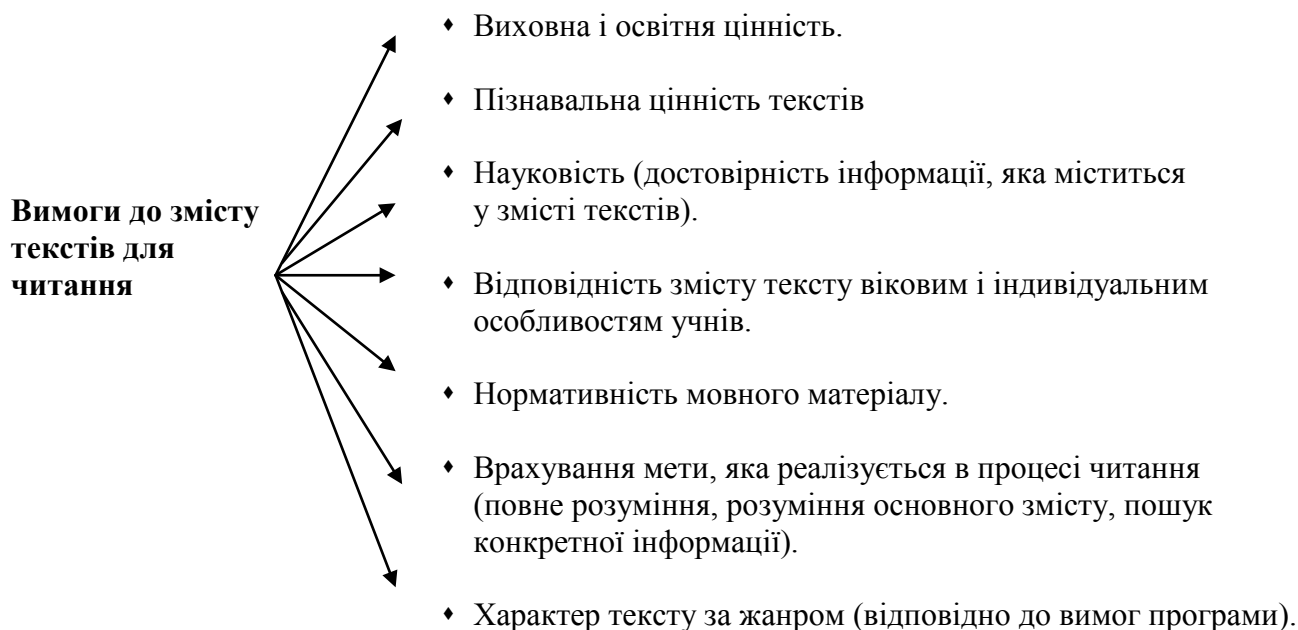 Вимоги до змісту
текстів для
читання
♦ Виховна і освітня цінність.
♦ Пізнавальна цінність текстів
♦ Науковість (достовірність інформації, яка міститься
у змісті текстів).
♦ Відповідність змісту тексту віковим і індивідуальним
особливостям учнів.
♦ Нормативність мовного матеріалу.
♦ Врахування мети, яка реалізується в процесі читання
(повне розуміння, розуміння основного змісту, пошук
конкретної інформації).
♦ Характер тексту за жанром (відповідно до вимог програми).